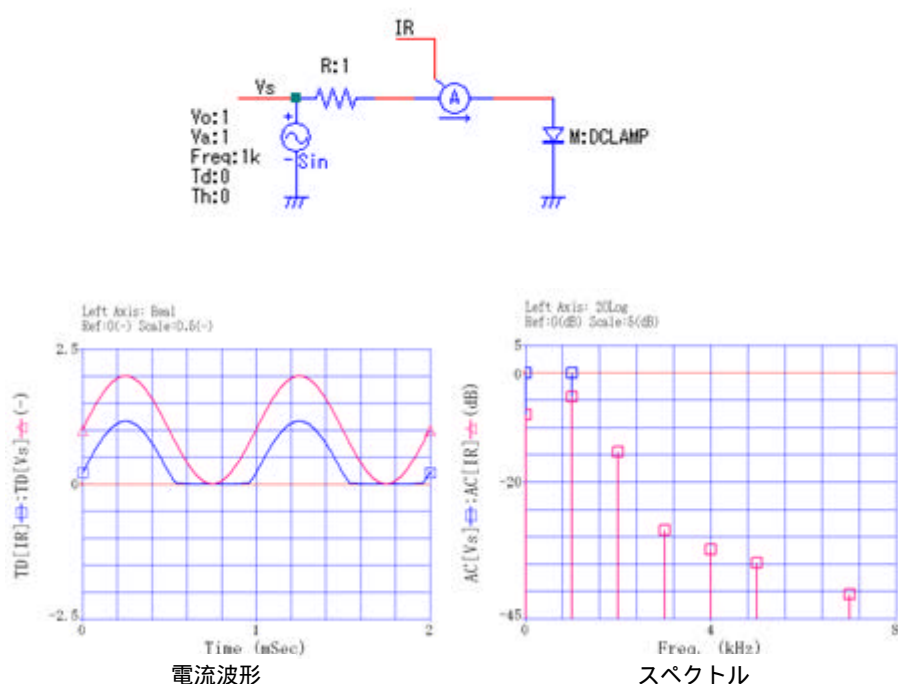 IR
R:1
Vs
A
Vo:1
Va:1
Freq:1k
Td:0
Th:0
+
-Sin
M:DCLAMP
Left Axis: Real
Ref:0(-) Scale:0.5(-)
2.5
0
-2.5
TD[IR] :TD[Vs] (-)
0
1
2
Time (mSec)
電流波形
Left Axis: 20Log
Ref:0(dB) Scale:5(dB)
5
0
-20
-45
AC[Vs] :AC[IR] (dB)
0
4
8
Freq. (kHz)
スペクトル